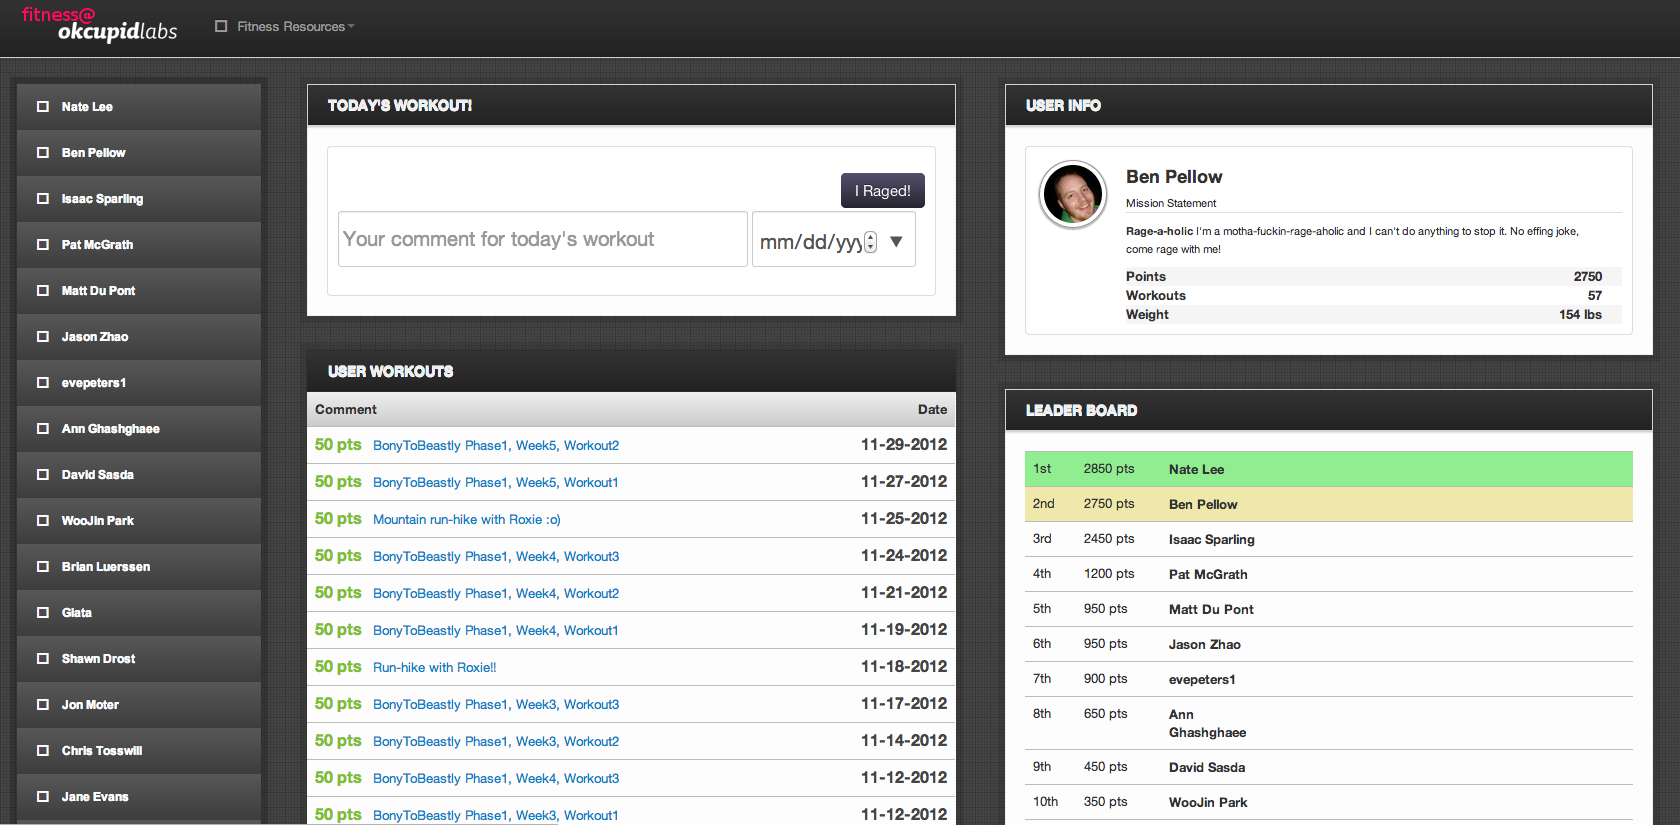 fitness@
okcupidlabs
Fitness Resources
Nate Lee
Ben Pellow
Isaac Sparling
Pat McGrath
Matt Du Pont
Jason Zhao
evepeters1
Ann Ghashghaee
David Sasda
WooJin Park
Brian Luerssen
Giata
Shawn Drost
Jon Moter
Chris Tosswill
Jane Evans
TODAY'S WORKOUT!
I Raged!
Your comment for today's workout
mm/dd/yyy
USER WORKOUTS
Comment Date
50 pts BonyToBeastly Phase1, Week5, Workout2 11-29-2012
50 pts BonyToBeastly Phase1, Week5, Workout1 11-27-2012
50 pts Mountain run-hike with Roxie :o) 11-25-2012
50 pts BonyToBeastly Phase1, Week4, Workout3 11-24-2012
50 pts BonyToBeastly Phase1, Week4, Workout2 11-21-2012
50 pts BonyToBeastly Phase1, Week4, Workout1 11-19-2012
50 pts Run-hike with Roxie!! 11-18-2012
50 pts BonyToBeastly Phase1, Week3, Workout3 11-17-2012
50 pts BonyToBeastly Phase1, Week3, Workout2 11-14-2012
50 pts BonyToBeastly Phase1, Week4, Workout3 11-12-2012
50 pts BonyToBeastly Phase1, Week3, Workout1 11-12-2012
USER INFO
Ben Pellow
Mission Statement
Rage-a-holic I'm a motha-fuckin-rage-aholic and I can't do anything to stop it. No effing joke,
come rage with me!
Points 2750
Workouts 57
Weight 154 lbs
LEADER BOARD
1st 2850 pts Nate Lee
2nd 2750 pts Ben Pellow
3rd 2450 pts Isaac Sparling
4th 1200 pts Pat McGrath
5th 950 pts Matt Du Pont
6th 950 pts Jason Zhao
7th 900 pts evepeters1
8th 650 pts Ann
Ghashghaee
9th 450 pts David Sasda
10th 350 pts WooJin Park